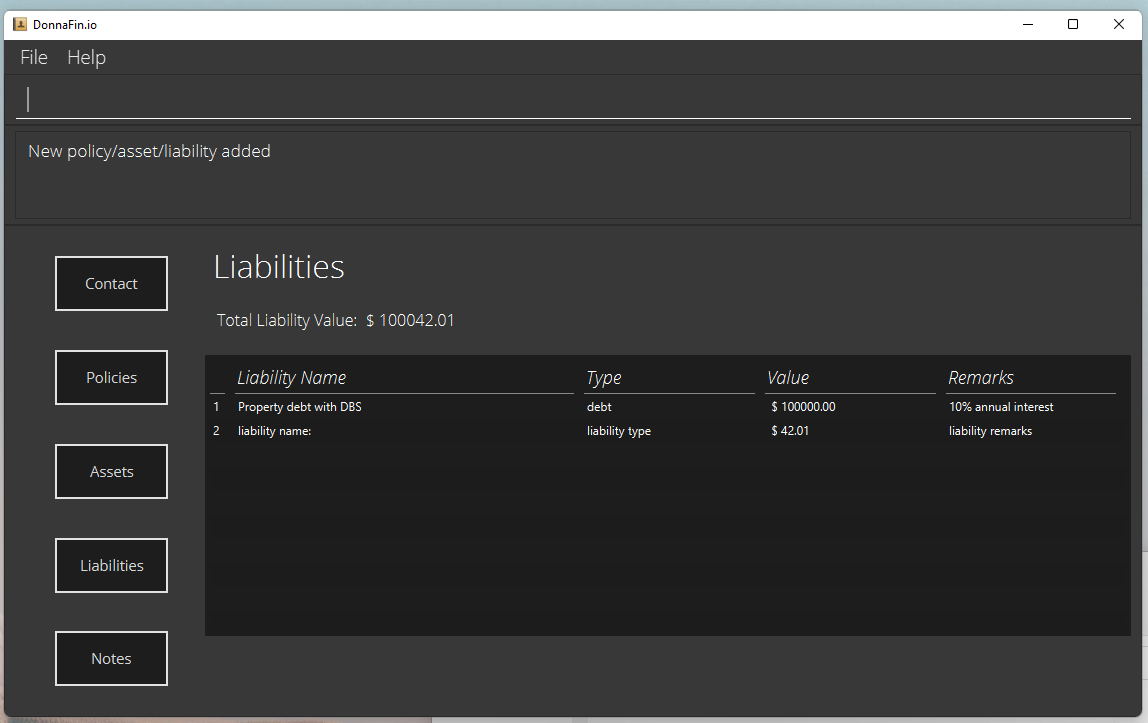 DonnaFin.io
File Help
New policy/asset/liability added
Contact
Policies
Assets
Liabilities
Notes
Liabilities
Total Liability Value: $ 100042.01
Liability Name Type Value Remarks
1 Property debt with DBS debt $ 100000.00 10% annual interest
2 liability name: liability type $ 42.01 liability remarks